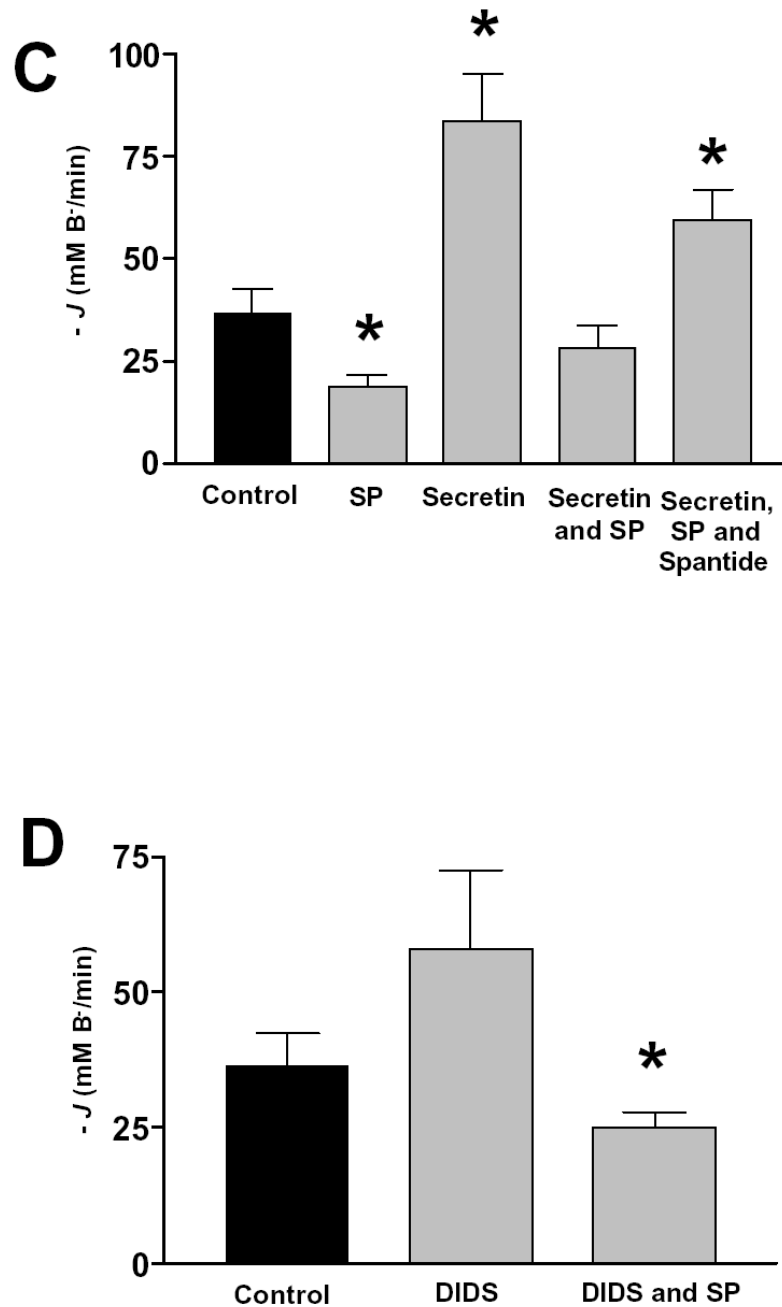 C
100
75
50
25
0
- J (mM B⁻/min)
*
*
*
Control
SP
Secretin
Secretin
and SP
Secretin,
SP and
Spantide
D
75
50
25
0
- J (mM B⁻/min)
*
Control
DIDS
DIDS and SP